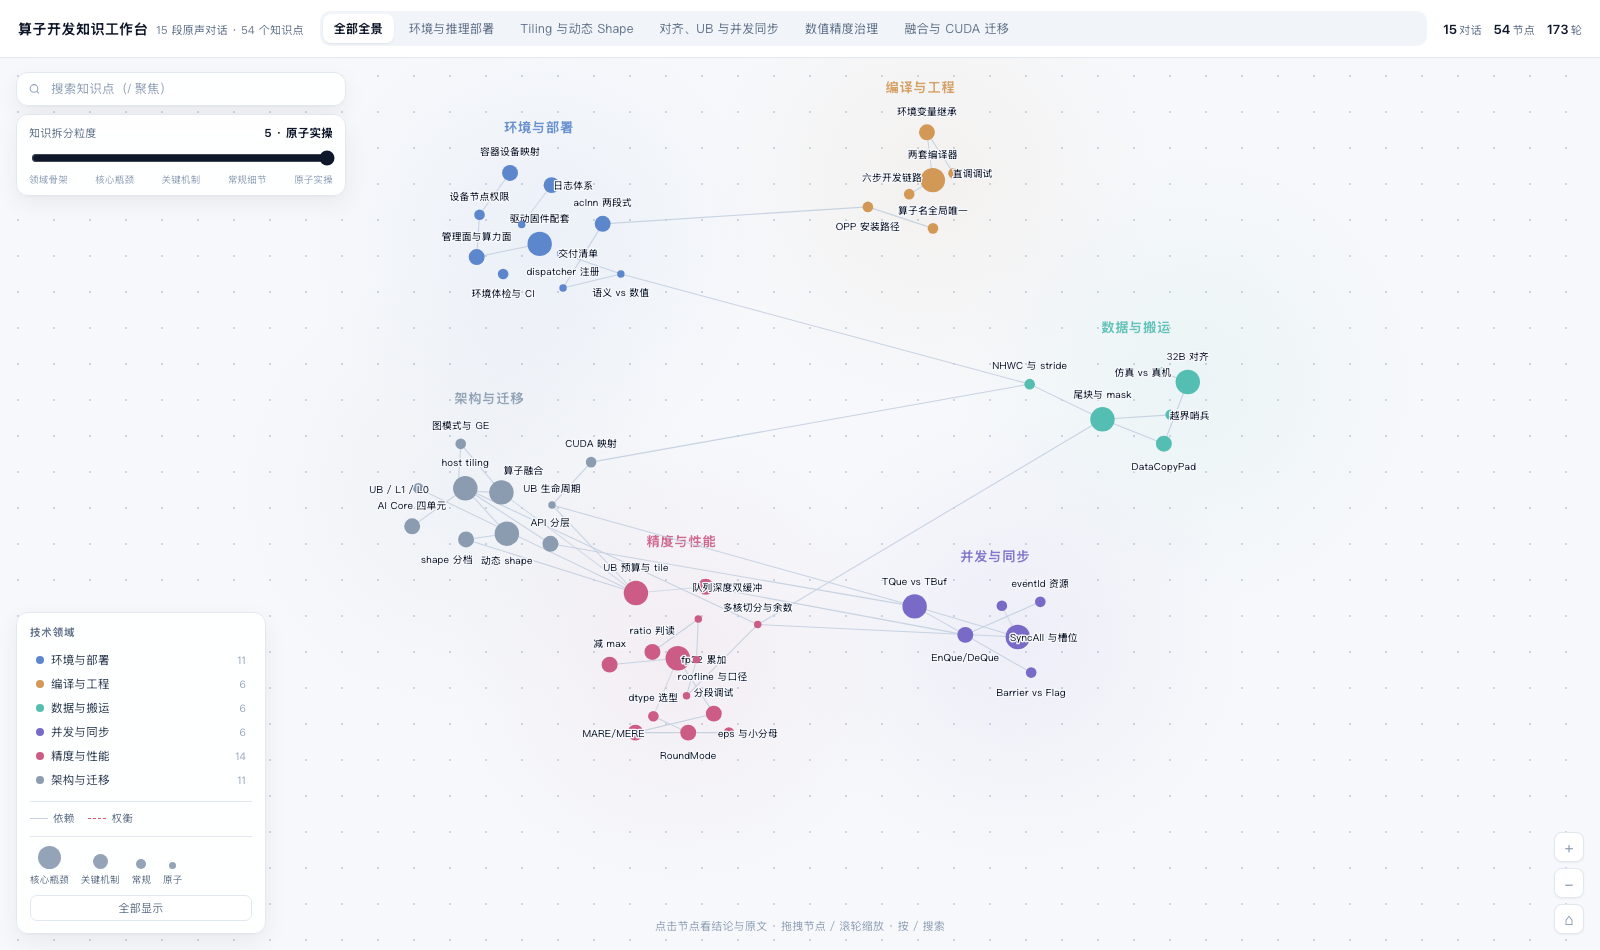 算子开发知识工作台 15 段原声对话 · 54 个知识点
全部全景 环境与推理部署 Tiling 与动态 Shape 对齐、UB 与并发同步 数值精度治理 融合与 CUDA 迁移
15 对话 54 节点 173 轮
搜索知识点（/ 聚焦）
知识拆分粒度 5 · 原子实操
领域骨架 核心瓶颈 关键机制 常规细节 原子实操
环境与部署
容器设备映射
日志体系
设备节点权限
aclnn 两段式
驱动固件配套
管理面与算力面
交付清单
dispatcher 注册
环境体检与 CI
语义 vs 数值
编译与工程
环境变量继承
两套编译器
六步开发链路
直调调试
算子名全局唯一
OPP 安装路径
数据与搬运
32B 对齐
NHWC 与 stride
仿真 vs 真机
尾块与 mask
越界哨兵
DataCopyPad
架构与迁移
图模式与 GE
CUDA 映射
host tiling
算子融合
UB / L1 / L0
UB 生命周期
AI Core 四单元
API 分层
shape 分档
动态 shape
精度与性能
UB 预算与 tile
队列深度双缓冲
多核切分与余数
ratio 判读
减 max
fp32 累加
roofline 与口径
dtype 选型
分段调试
MARE/MERE
eps 与小分母
RoundMode
并发与同步
TQue vs TBuf
eventId 资源
SyncAll 与槽位
EnQue/DeQue
Barrier vs Flag
技术领域
环境与部署 11
编译与工程 6
数据与搬运 6
并发与同步 6
精度与性能 14
架构与迁移 11
依赖 权衡
核心瓶颈 关键机制 常规 原子
全部显示
点击节点看结论与原文 · 拖拽节点 / 滚轮缩放 · 按 / 搜索
+
−